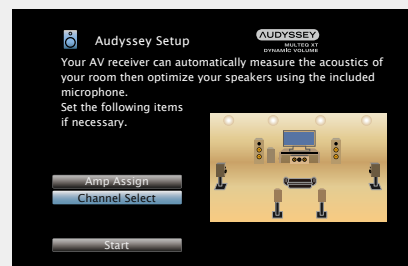 Audyssey Setup
AUDYSSEY
MULTEQ XT
DYNAMIC VOLUME
Your AV receiver can automatically measure the acoustics of
your room then optimize your speakers using the included
microphone.
Set the following items
if necessary.
Amp Assign
Channel Select
Start